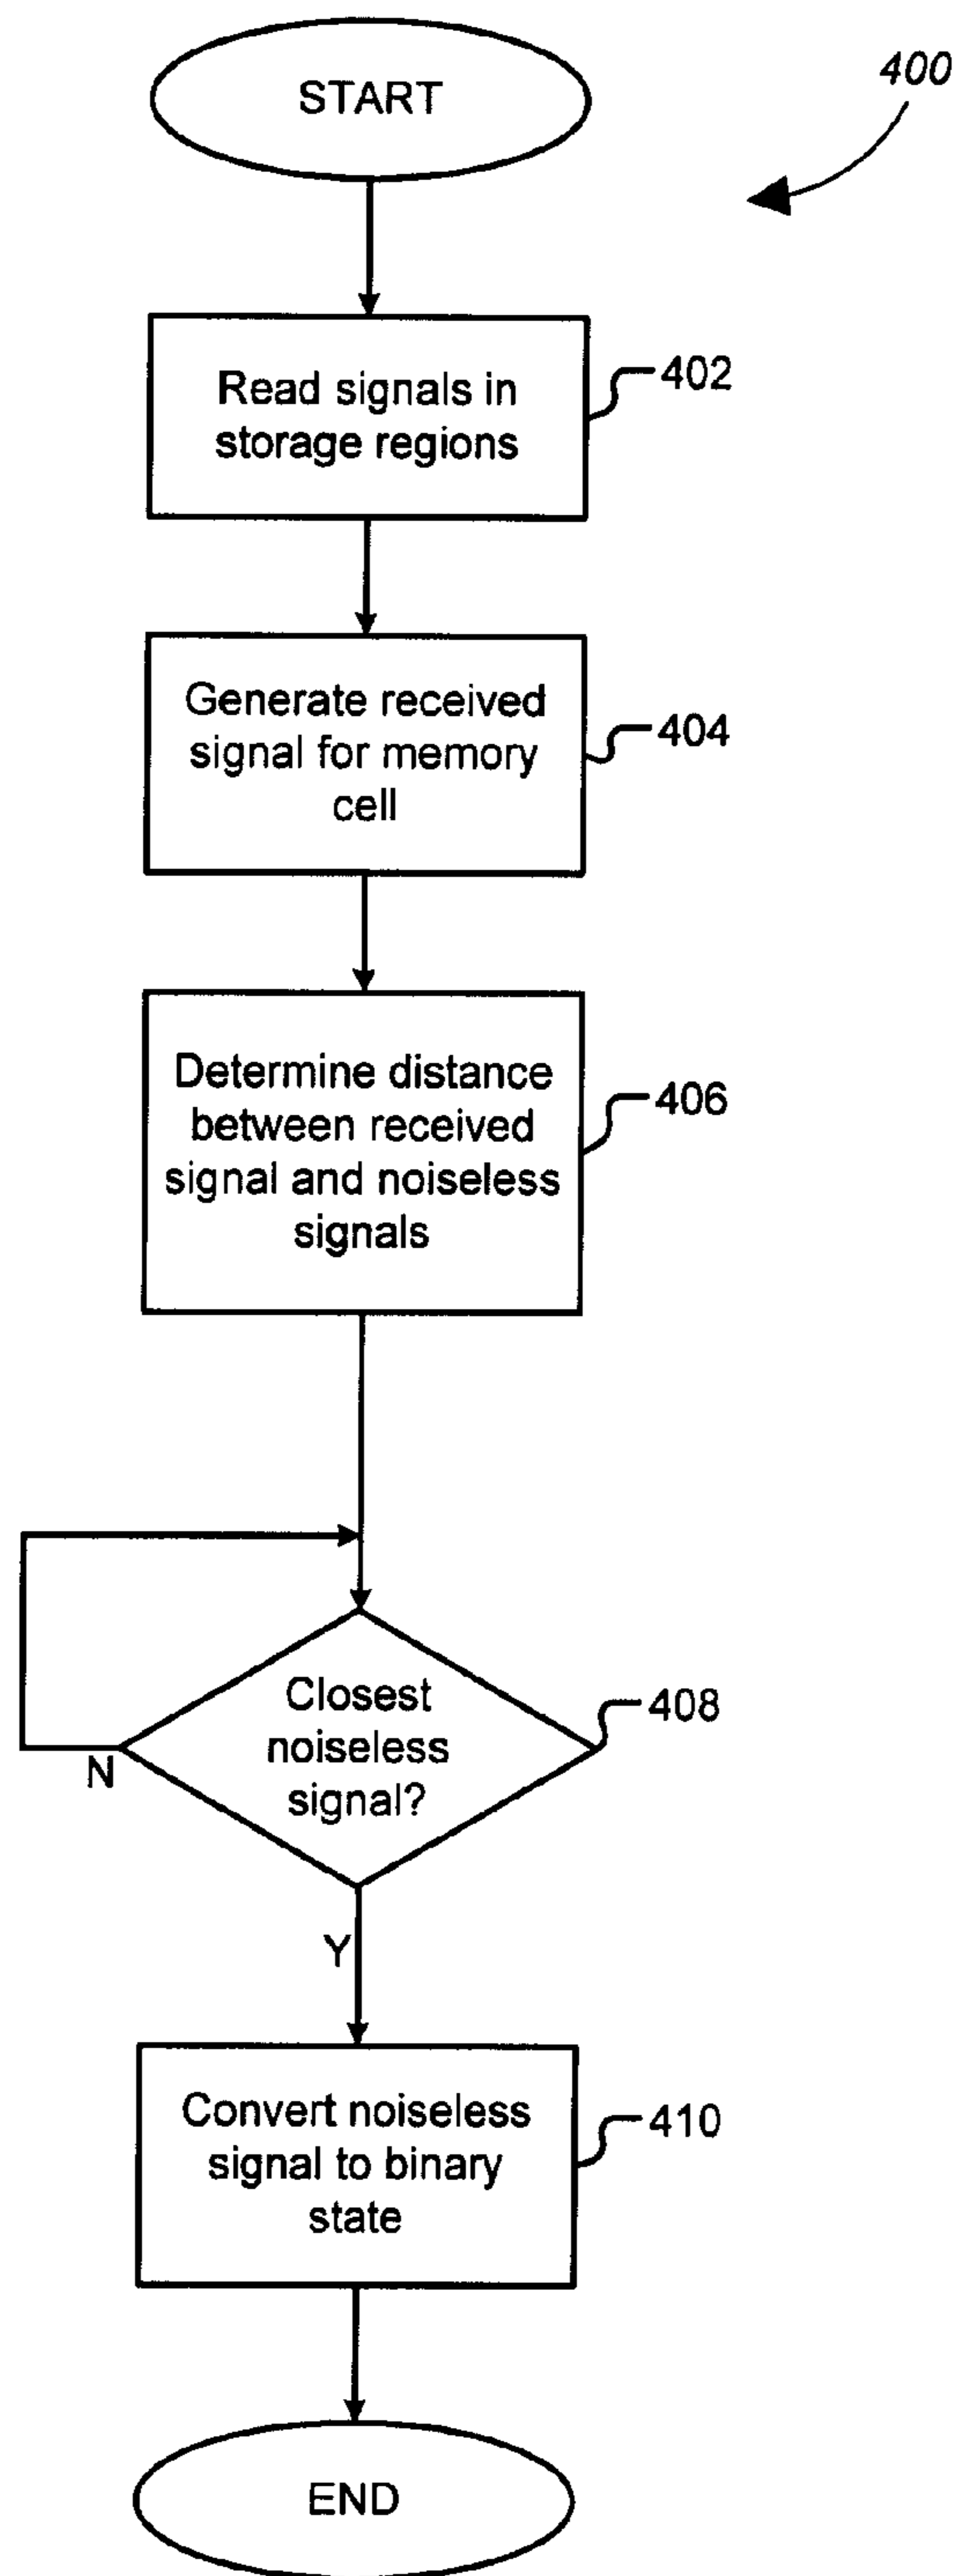 START
400
Read signals in
storage regions
402
Generate received
signal for memory
cell
404
Determine distance
between received
signal and noiseless
signals
406
Closest
noiseless
signal?
408
N
Y
Convert noiseless
signal to binary
state
410
END